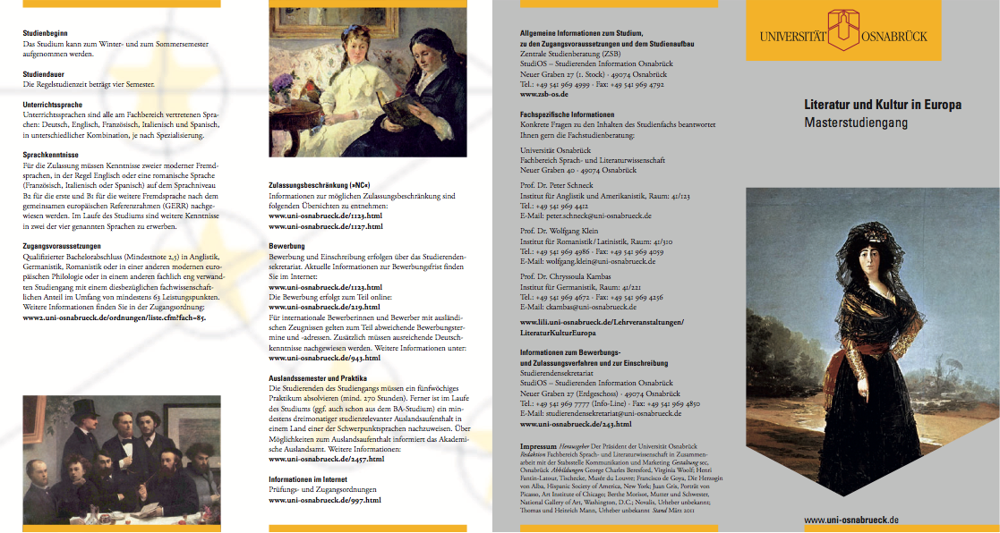 Studienbeginn
Das Studium kann zum Winter- und zum Sommersemester
aufgenommen werden.
Studiendauer
Die Regelstudienzeit beträgt vier Semester.
Unterrichtssprache
Unterrichtssprachen sind alle am Fachbereich vertretenen Spra-
chen: Deutsch, Englisch, Französisch, Italienisch und Spanisch,
in unterschiedlicher Kombination, je nach Spezialisierung.
Sprachkenntnisse
Für die Zulassung müssen Kenntnisse zweier moderner Fremd-
sprachen, in der Regel Englisch oder eine romanische Sprache
(Französisch, Italienisch oder Spanisch) auf dem Sprachniveau
B2 für die erste und B1 für die weitere Fremdsprache nach dem
gemeinsamen europäischen Referenzrahmen (GERR) nachge-
wiesen werden. Im Laufe des Studiums sind weitere Kenntnisse
in zwei der vier genannten Sprachen zu erwerben.
Zugangsvoraussetzungen
Qualifizierter Bachelorabschluss (Mindestnote 2,5) in Anglistik,
Germanistik, Romanistik oder in einer anderen modernen euro-
päischen Philologie oder in einem anderen fachlich eng verwand-
ten Studiengang mit einem diesbezüglichen fachwissenschaft-
lichen Anteil im Umfang von mindestens 63 Leistungspunkten.
Weitere Informationen finden Sie in der Zugangsordnung:
www2.uni-osnabrueck.de/ordnungen/liste.cfm?fach=85.
Zulassungsbeschränkung (»NC«)
Informationen zur möglichen Zulassungsbeschränkung sind
folgenden Übersichten zu entnehmen:
www.uni-osnabrueck.de/1123.html
www.uni-osnabrueck.de/1127.html
Bewerbung
Bewerbung und Einschreibung erfolgen über das Studierenden-
sekretariat. Aktuelle Informationen zur Bewerbungsfrist finden
Sie im Internet:
www.uni-osnabrueck.de/1123.html
Die Bewerbung erfolgt zum Teil online:
www.uni-osnabrueck.de/219.html
Für internationale Bewerberinnen und Bewerber mit ausländi-
schen Zeugnissen gelten zum Teil abweichende Bewerbungster-
mine und -adressen. Zusätzlich müssen ausreichende Deutsch-
kenntnisse nachgewiesen werden. Weitere Informationen unter:
www.uni-osnabrueck.de/943.html
Auslandssemester und Praktika
Die Studierenden des Studiengangs müssen ein fünfwöchiges
Praktikum absolvieren (mind. 270 Stunden). Ferner ist im Laufe
des Studiums (ggf. auch schon aus dem BA-Studium) ein min-
destens dreimonatiger studienrelevanter Auslandsaufenthalt in
einem Land einer der Schwerpunktsprachen nachzuweisen. Über
Möglichkeiten zum Auslandsaufenthalt informiert das Akademi-
sche Auslandsamt. Weitere Informationen:
www.uni-osnabrueck.de/2457.html
Informationen im Internet
Prüfungs- und Zugangsordnungen
www.uni-osnabrueck.de/997.html
Allgemeine Informationen zum Studium,
zu den Zugangsvoraussetzungen und dem Studienaufbau
Zentrale Studienberatung (ZSB)
StudiOS – Studierenden Information Osnabrück
Neuer Graben 27 (1. Stock) · 49074 Osnabrück
Tel.: +49 541 969 4999 · Fax: +49 541 969 4792
www.zsb-os.de
Fachspezifische Informationen
Konkrete Fragen zu den Inhalten des Studienfachs beantwortet
Ihnen gern die Fachstudienberatung:
Universität Osnabrück
Fachbereich Sprach- und Literaturwissenschaft
Neuer Graben 40 · 49074 Osnabrück
Prof. Dr. Peter Schneck
Institut für Anglistik und Amerikanistik, Raum: 41/123
Tel.: +49 541 969 4412
E-Mail: peter.schneck@uni-osnabrueck.de
Prof. Dr. Wolfgang Klein
Institut für Romanistik / Latinistik, Raum: 41/310
Tel.: +49 541 969 4986 · Fax: +49 541 969 4059
E-Mail: wolfgang.klein@uni-osnabrueck.de
Prof. Dr. Chryssoula Kambas
Institut für Germanistik, Raum: 41/221
Tel.: +49 541 969 4672 · Fax: +49 541 969 4256
E-Mail: ckambas@uni-osnabrueck.de
www.lili.uni-osnabrueck.de/Lehrveranstaltungen/
LiteraturKulturEuropa
Informationen zum Bewerbungs-
und Zulassungsverfahren und zur Einschreibung
Studierendensekretariat
StudiOS – Studierenden Information Osnabrück
Neuer Graben 27 (Erdgeschoss) · 49074 Osnabrück
Tel.: +49 541 969 7777 (Info-Line) · Fax: +49 541 969 4850
E-Mail: studierendensekretariat@uni-osnabrueck.de
www.uni-osnabrueck.de/243.html
Impressum Herausgeber Der Präsident der Universität Osnabrück
Redaktion Fachbereich Sprach- und Literaturwissenschaft in Zusammen-
arbeit mit der Stabsstelle Kommunikation und Marketing Gestaltung sec,
Osnabrück Abbildungen George Charles Beresford, Virginia Woolf; Henri
Fantin-Latour, Tischecke, Musée du Louvre; Francisco de Goya, Die Herzogin
von Alba, Hispanic Society of America, New York; Juan Gris, Porträt von
Picasso, Art Institute of Chicago; Berthe Morisot, Mutter und Schwester,
National Gallery of Art, Washington, D.C.; Novalis, Urheber unbekannt;
Thomas und Heinrich Mann, Urheber unbekannt Stand März 2011
UNIVERSITÄT OSNABRÜCK
Literatur und Kultur in Europa
Masterstudiengang
www.uni-osnabrueck.de